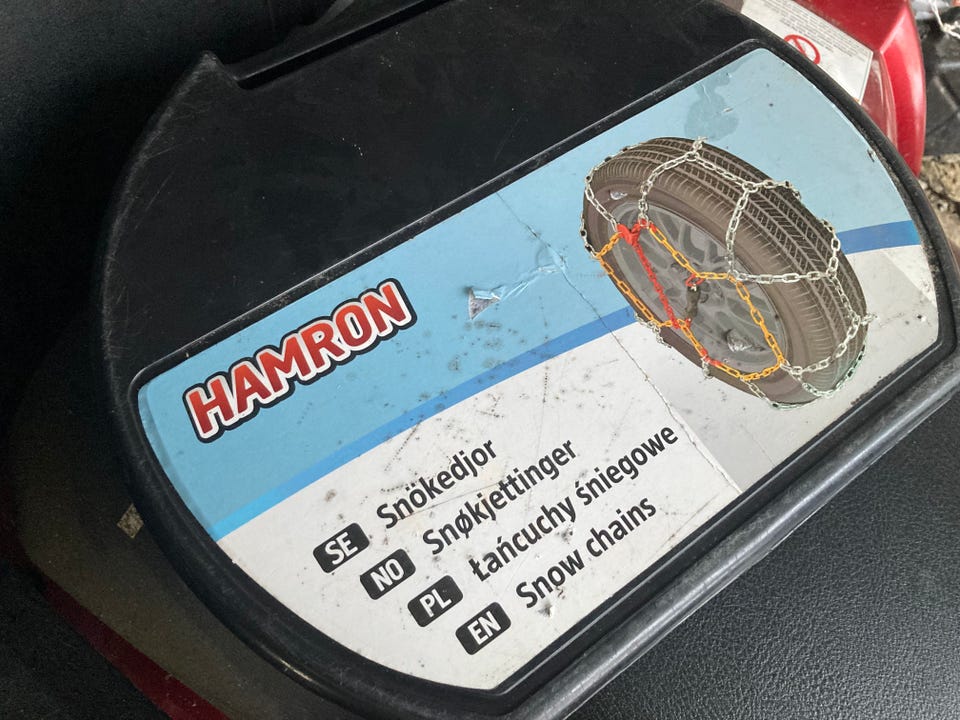 HAMRON
SE Snökedjor
NO Snøkjettinger
PL Łańcuchy śniegowe
EN Snow chains